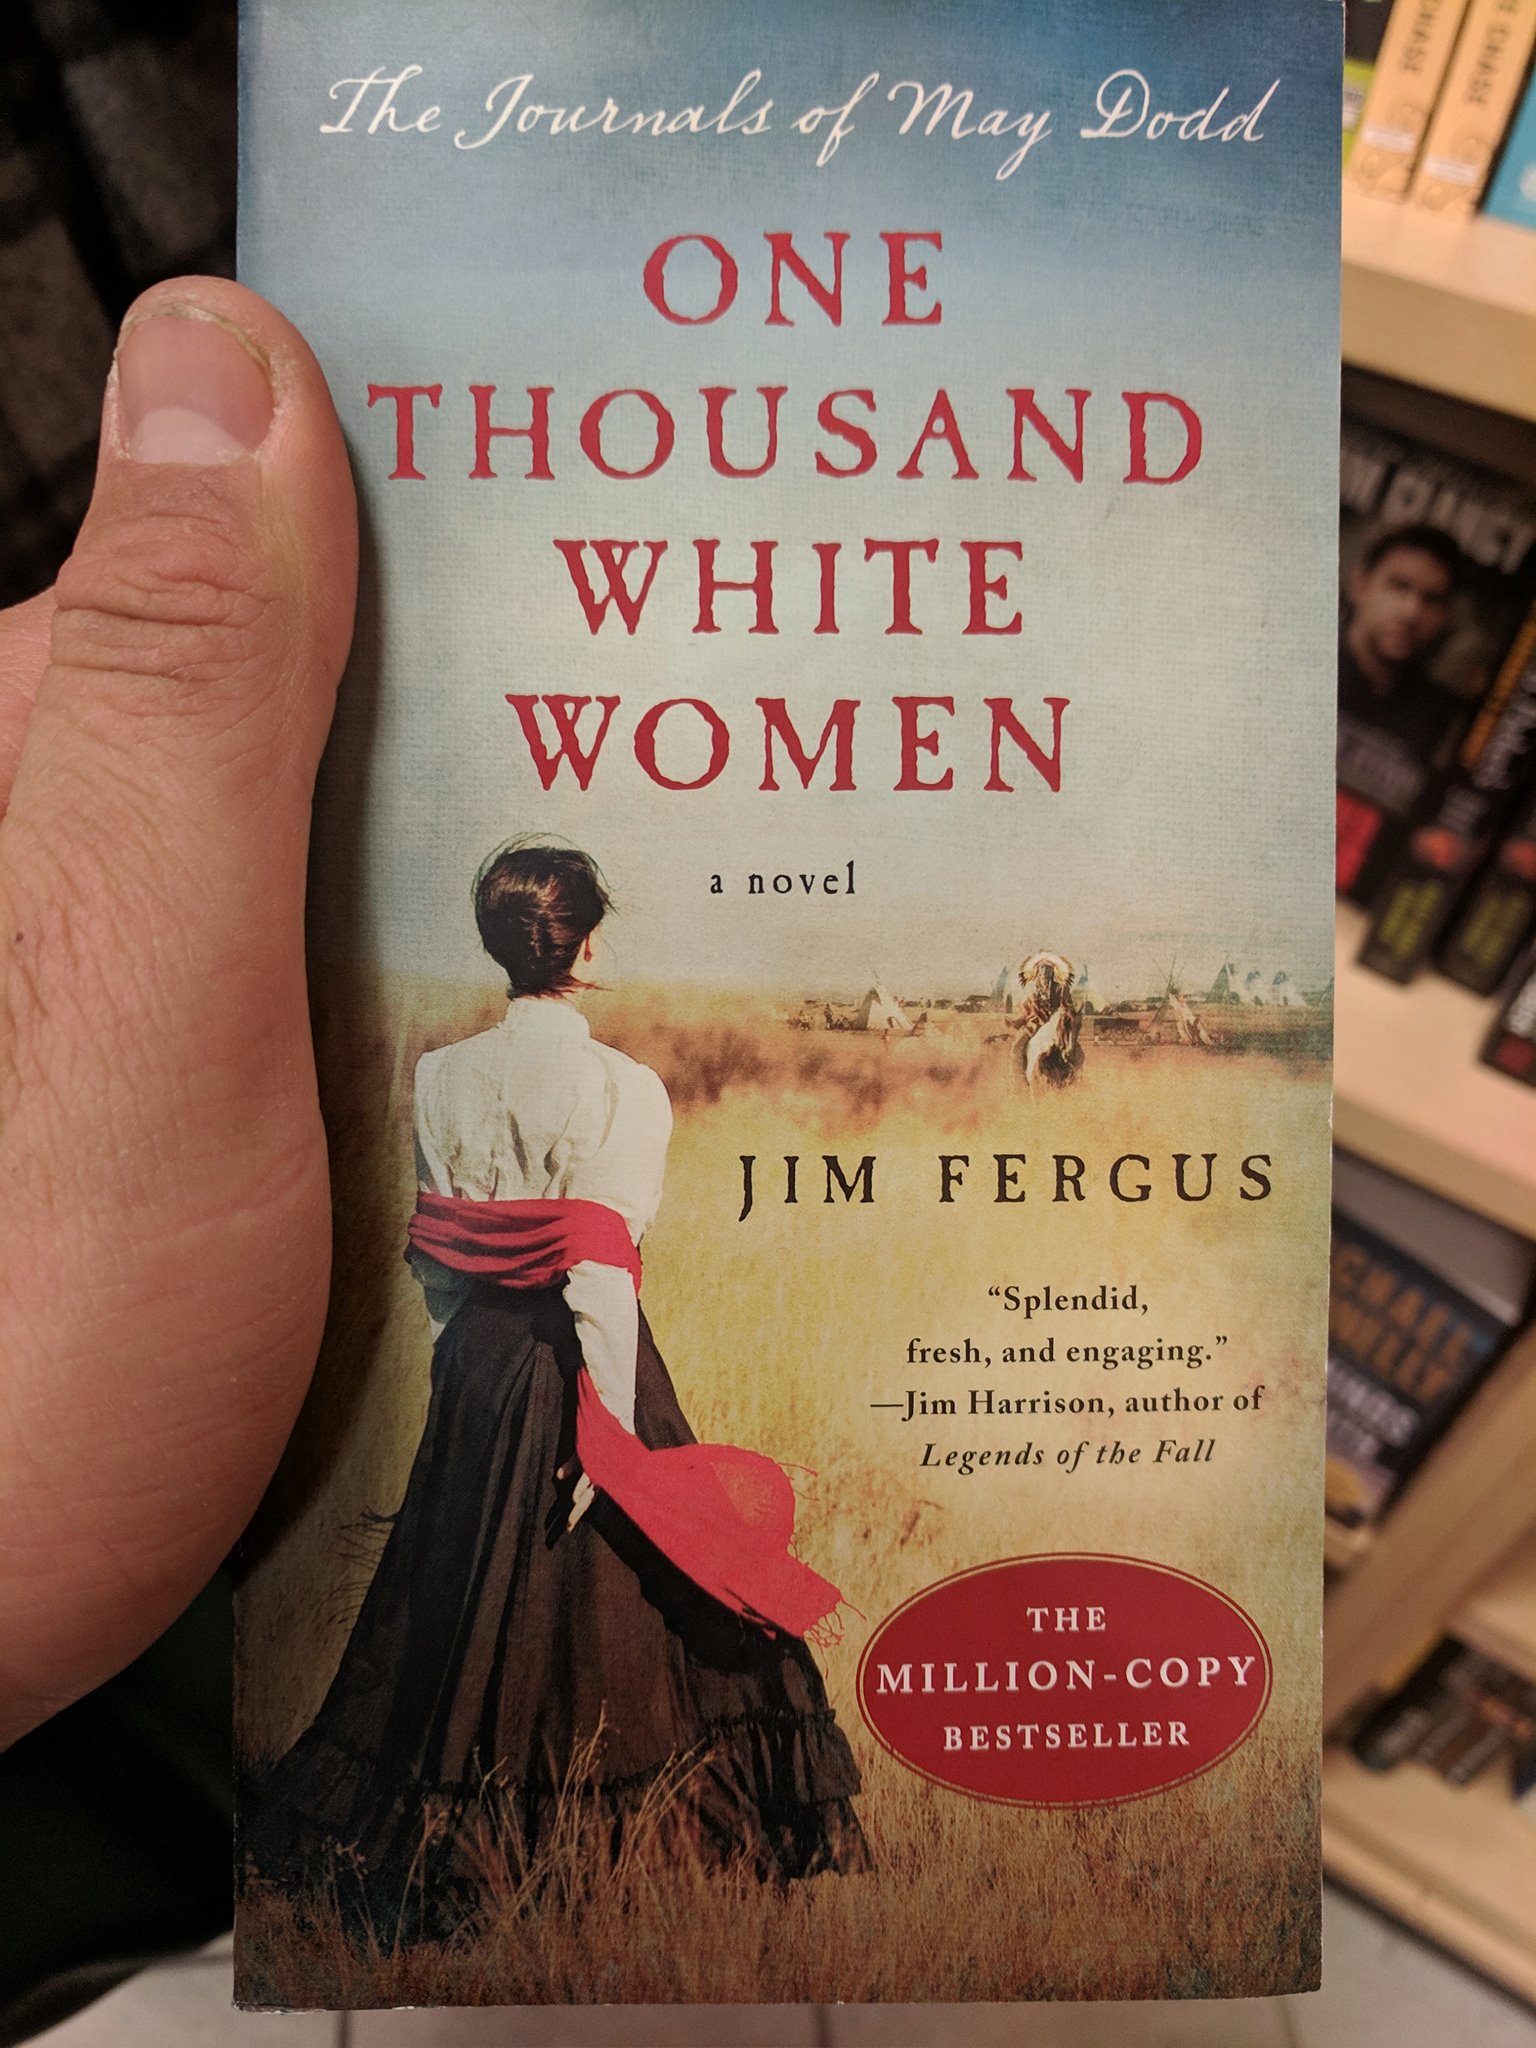 The Journals of May Dodd
ONE
THOUSAND
WHITE
WOMEN
a novel
JIM FERGUS
“Splendid,
fresh, and engaging.”
—Jim Harrison, author of
Legends of the Fall
THE
MILLION-COPY
BESTSELLER